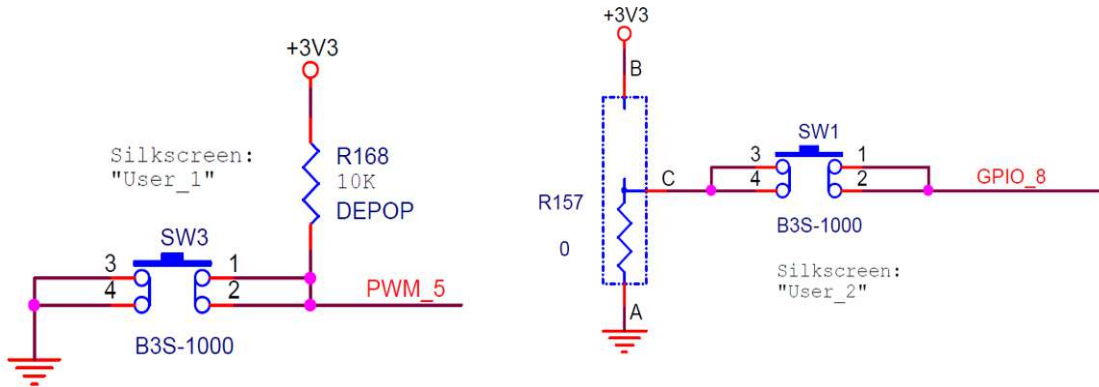 +3V3
Silkscreen:
"User_1"
R168
10K
DEPOP
SW3
3
1
4
2
PWM_5
B3S-1000
+3V3
B
SW1
3
1
4
2
C
GPIO_8
R157
0
B3S-1000
Silkscreen:
"User_2"
A